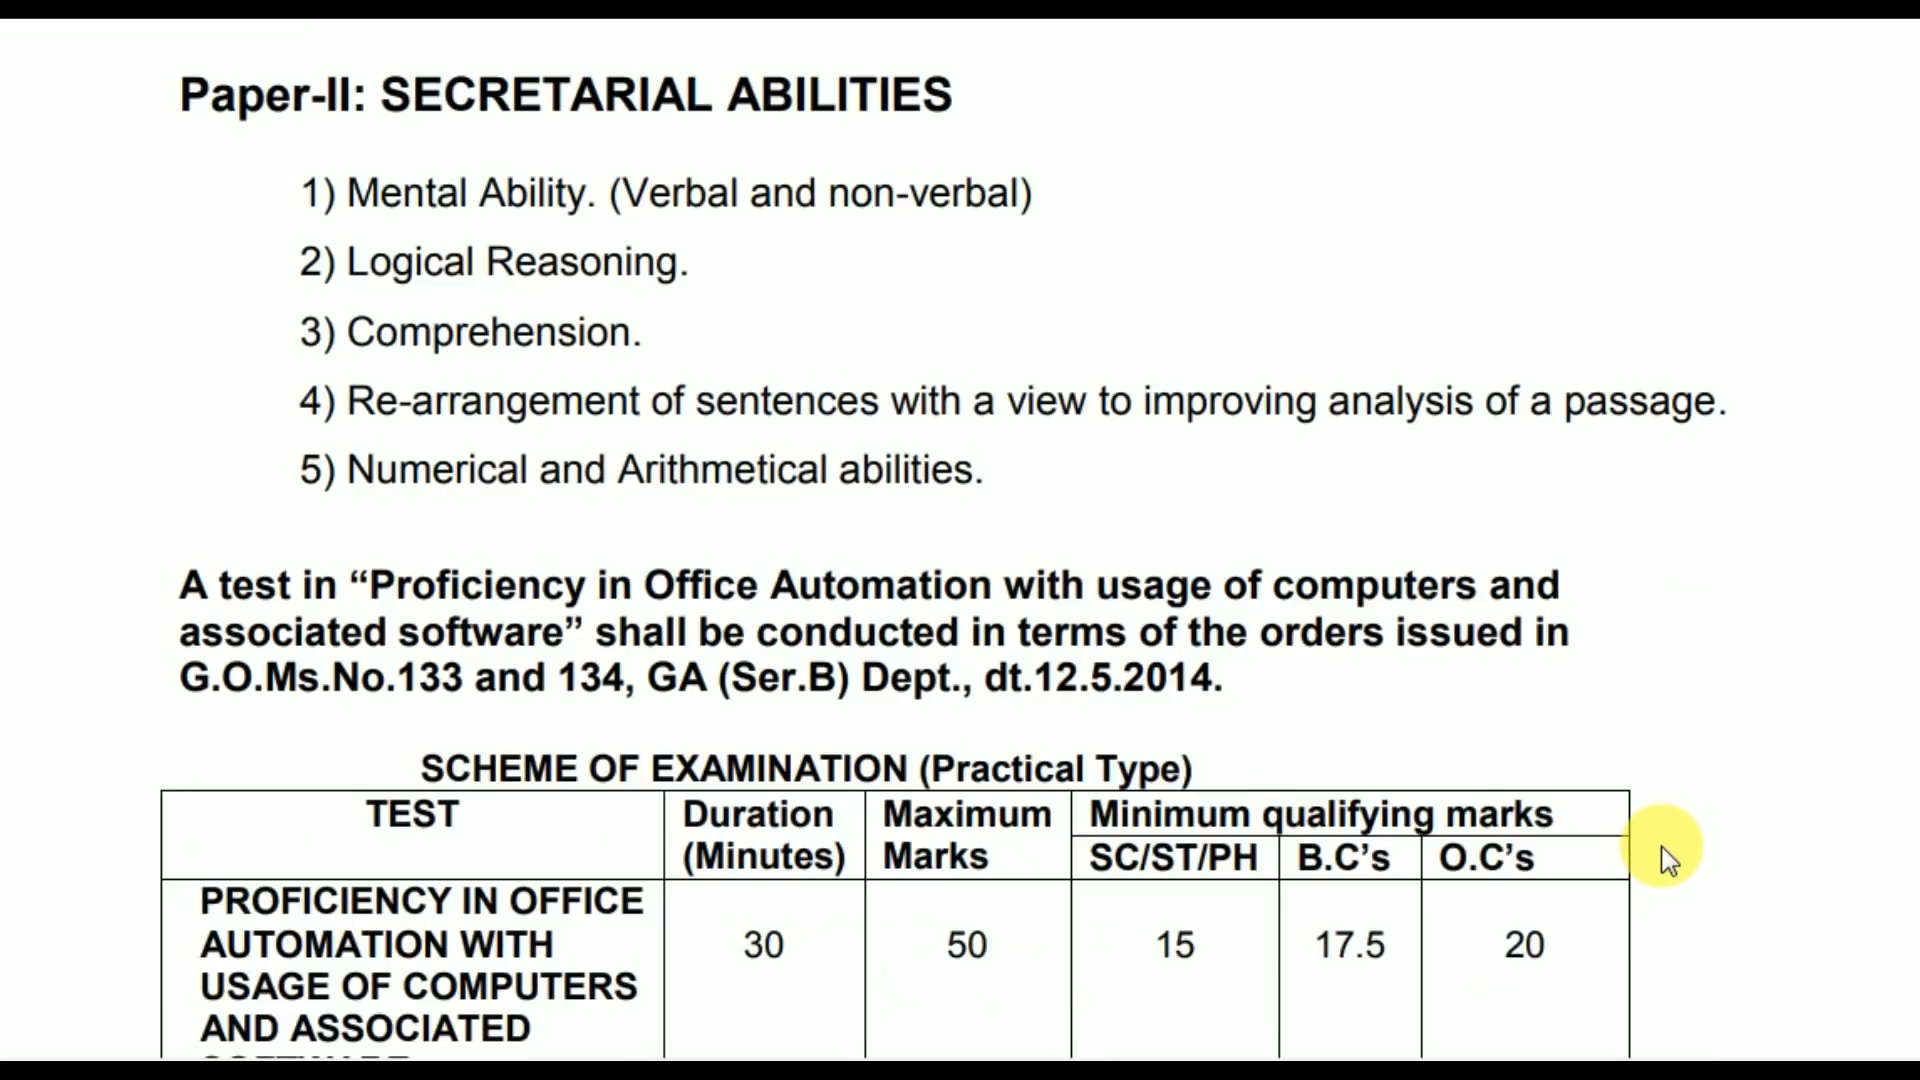 Paper-II: SECRETARIAL ABILITIES
1) Mental Ability. (Verbal and non-verbal)
2) Logical Reasoning.
3) Comprehension.
4) Re-arrangement of sentences with a view to improving analysis of a passage.
5) Numerical and Arithmetical abilities.
A test in “Proficiency in Office Automation with usage of computers and
associated software” shall be conducted in terms of the orders issued in
G.O.Ms.No.133 and 134, GA (Ser.B) Dept., dt.12.5.2014.
SCHEME OF EXAMINATION (Practical Type)
TEST Duration Maximum Minimum qualifying marks
(Minutes) Marks SC/ST/PH B.C’s O.C’s
PROFICIENCY IN OFFICE
AUTOMATION WITH 30 50 15 17.5 20
USAGE OF COMPUTERS
AND ASSOCIATED